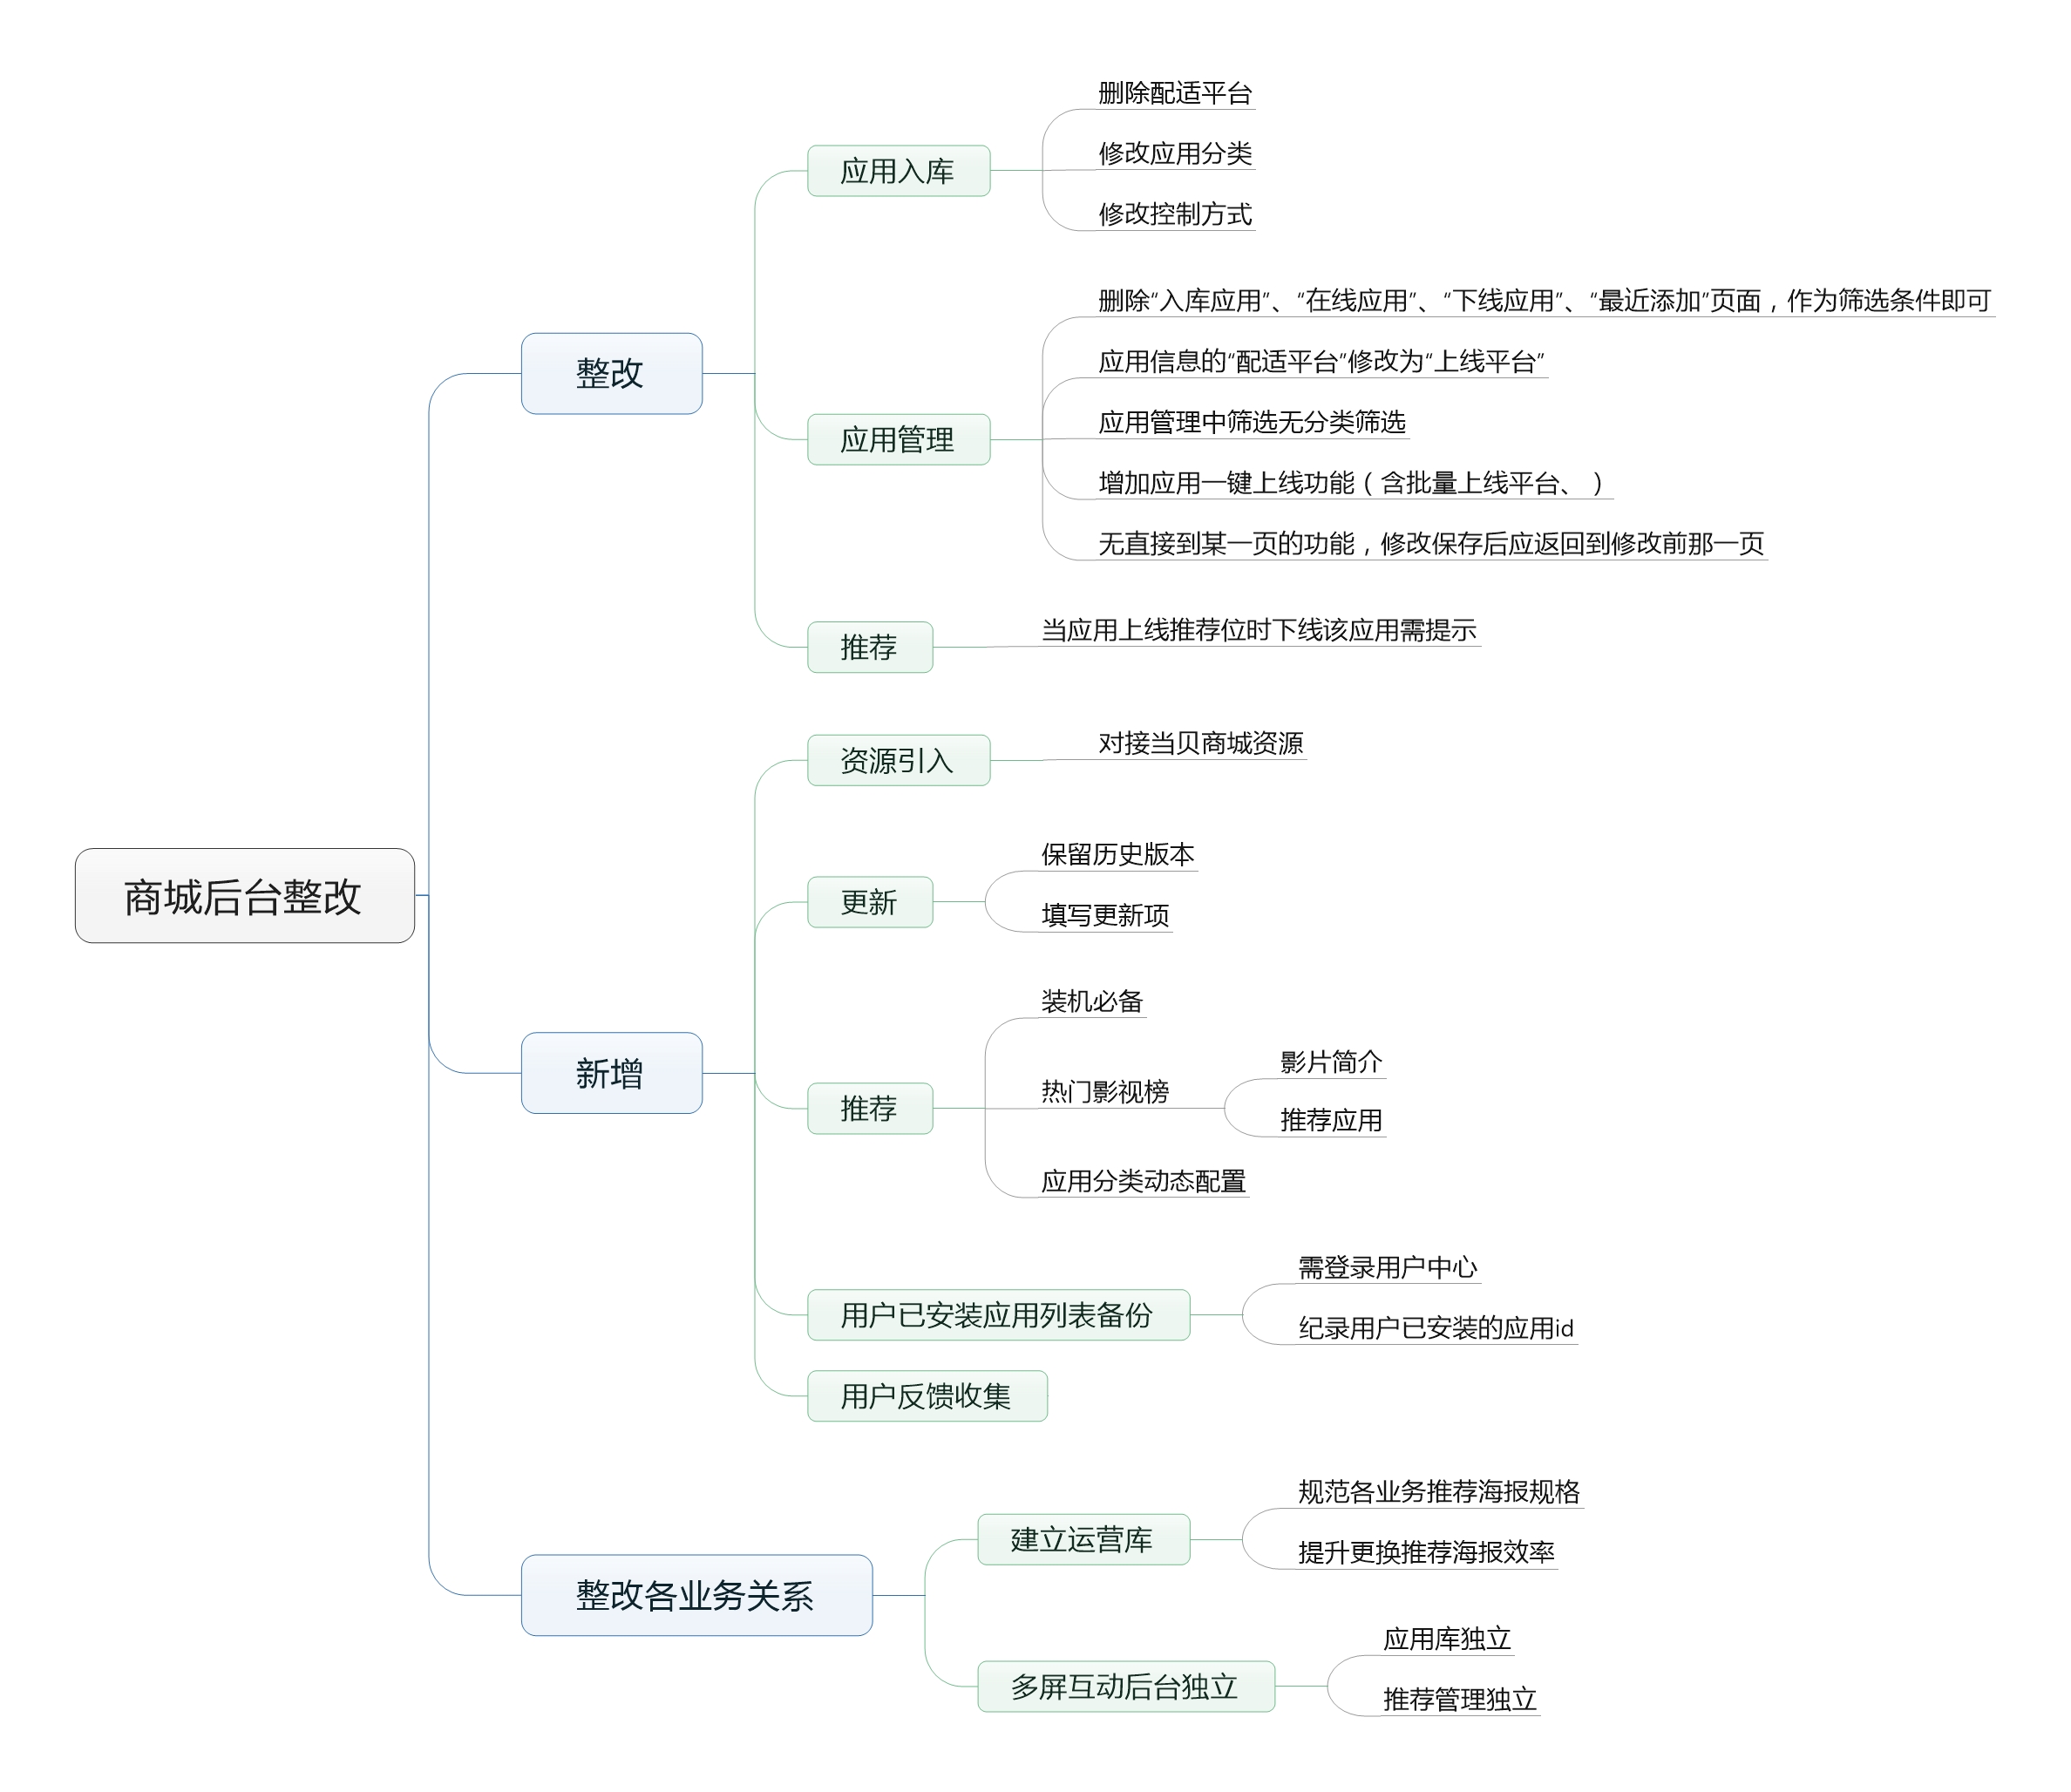 商城后台整改
整改
应用入库
删除配适平台
修改应用分类
修改控制方式
应用管理
删除“入库应用”、“在线应用”、“下线应用”、“最近添加”页面，作为筛选条件即可
应用信息的“配适平台”修改为“上线平台”
应用管理中筛选无分类筛选
增加应用一键上线功能（含批量上线平台、）
无直接到某一页的功能，修改保存后应返回到修改前那一页
推荐
当应用上线推荐位时下线该应用需提示
新增
资源引入
对接当贝商城资源
更新
保留历史版本
填写更新项
推荐
装机必备
热门影视榜
影片简介
推荐应用
应用分类动态配置
用户已安装应用列表备份
需登录用户中心
纪录用户已安装的应用id
用户反馈收集
整改各业务关系
建立运营库
规范各业务推荐海报规格
提升更换推荐海报效率
多屏互动后台独立
应用库独立
推荐管理独立